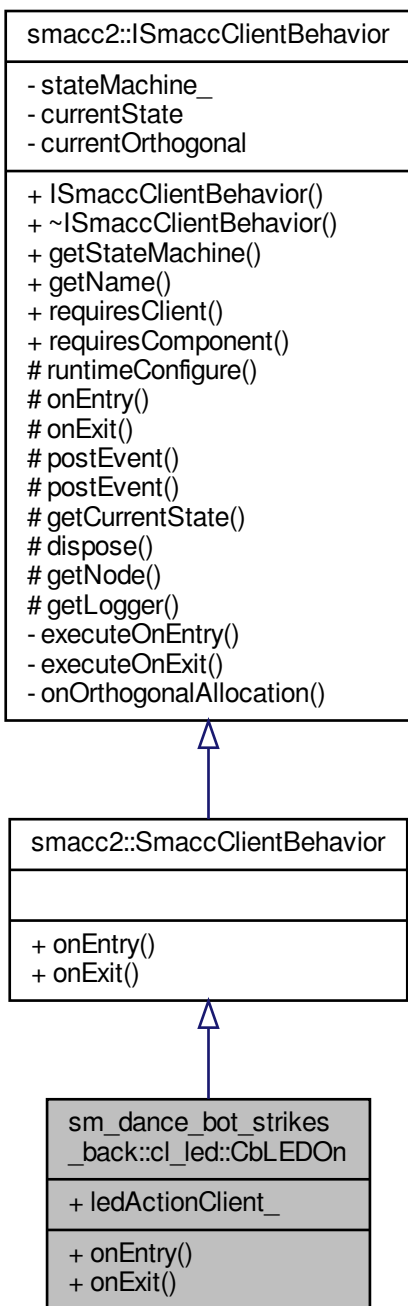 smacc2::ISmaccClientBehavior
- stateMachine_
- currentState
- currentOrthogonal
+ ISmaccClientBehavior()
+ ~ISmaccClientBehavior()
+ getStateMachine()
+ getName()
+ requiresClient()
+ requiresComponent()
# runtimeConfigure()
# onEntry()
# onExit()
# postEvent()
# postEvent()
# getCurrentState()
# dispose()
# getNode()
# getLogger()
- executeOnEntry()
- executeOnExit()
- onOrthogonalAllocation()
smacc2::SmaccClientBehavior
+ onEntry()
+ onExit()
sm_dance_bot_strikes
_back::cl_led::CbLEDOn
+ ledActionClient_
+ onEntry()
+ onExit()